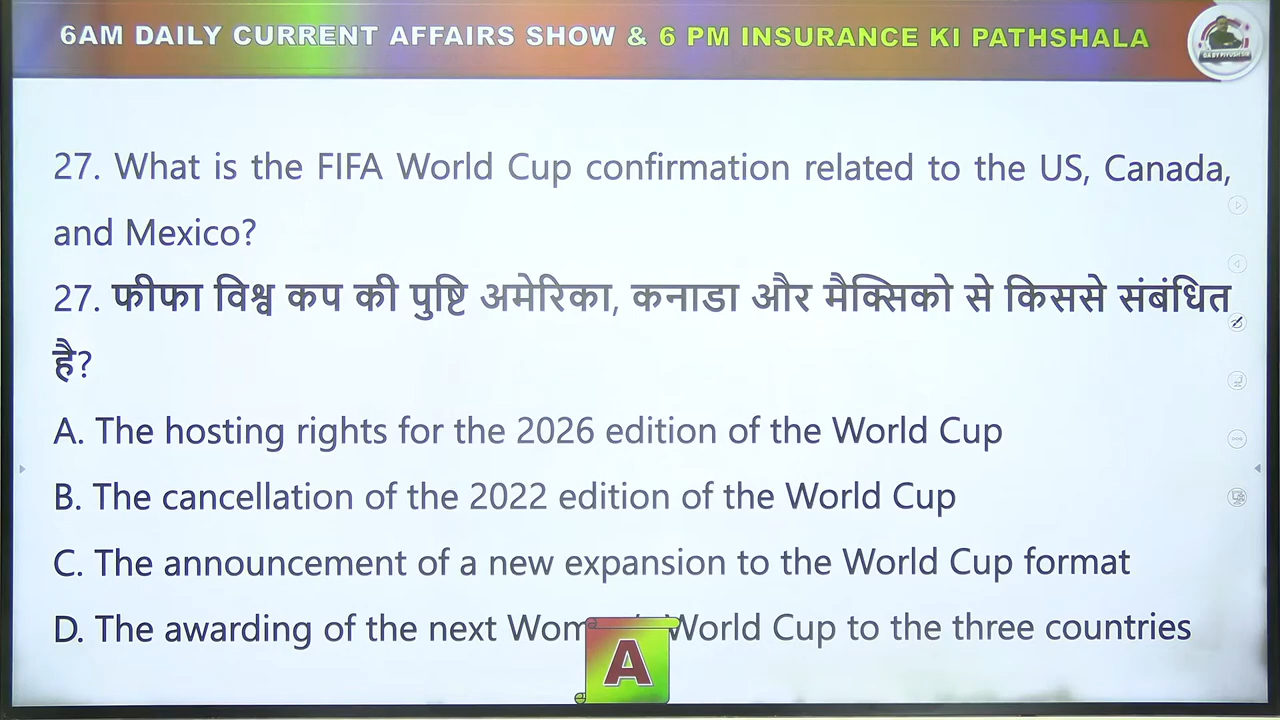 6AM DAILY CURRENT AFFAIRS SHOW & 6 PM INSURANCE KI PATHSHALA
27. What is the FIFA World Cup confirmation related to the US, Canada,
and Mexico?
27. फीफा विश्व कप की पुष्टि अमेरिका, कनाडा और मैक्सिको से किससे संबंधित
है?
A. The hosting rights for the 2026 edition of the World Cup
B. The cancellation of the 2022 edition of the World Cup
C. The announcement of a new expansion to the World Cup format
D. The awarding of the next World Cup to the three countries
A